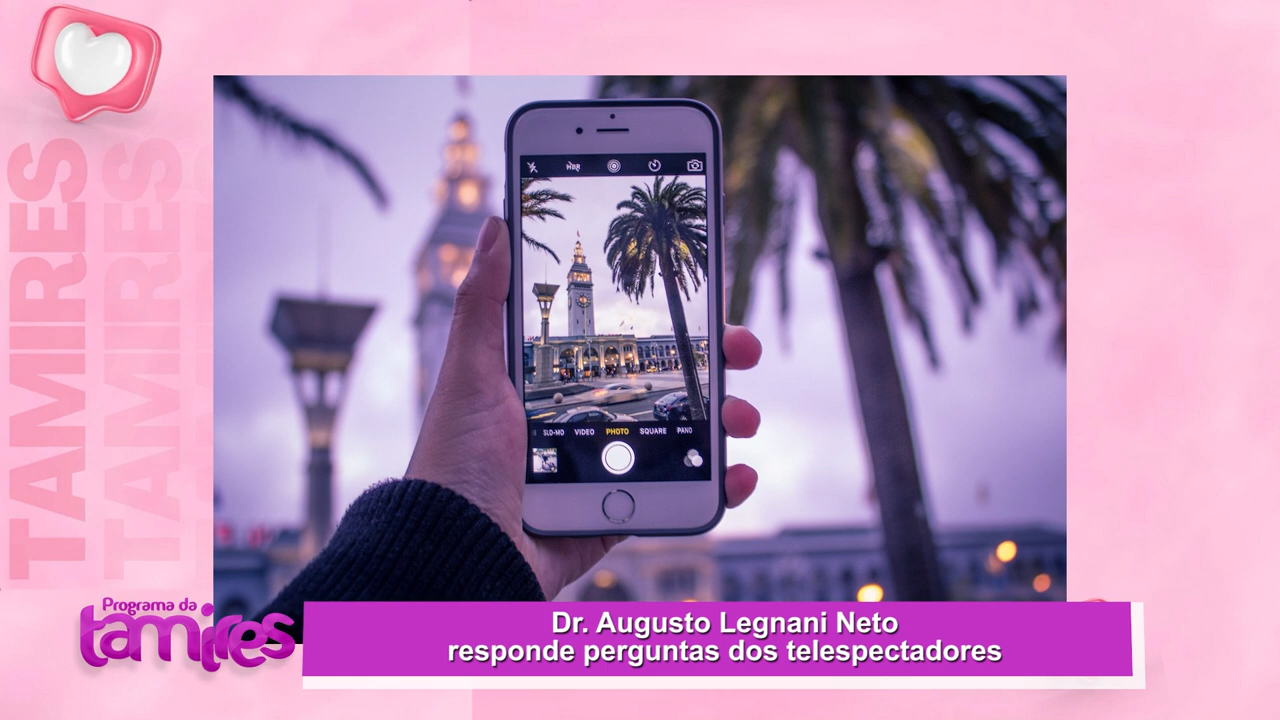 TAMIRES
TAMIRES
HDR
SLO-MO VIDEO PHOTO SQUARE PANO
Programa da
tamires
Dr. Augusto Legnani Neto
responde perguntas dos telespectadores